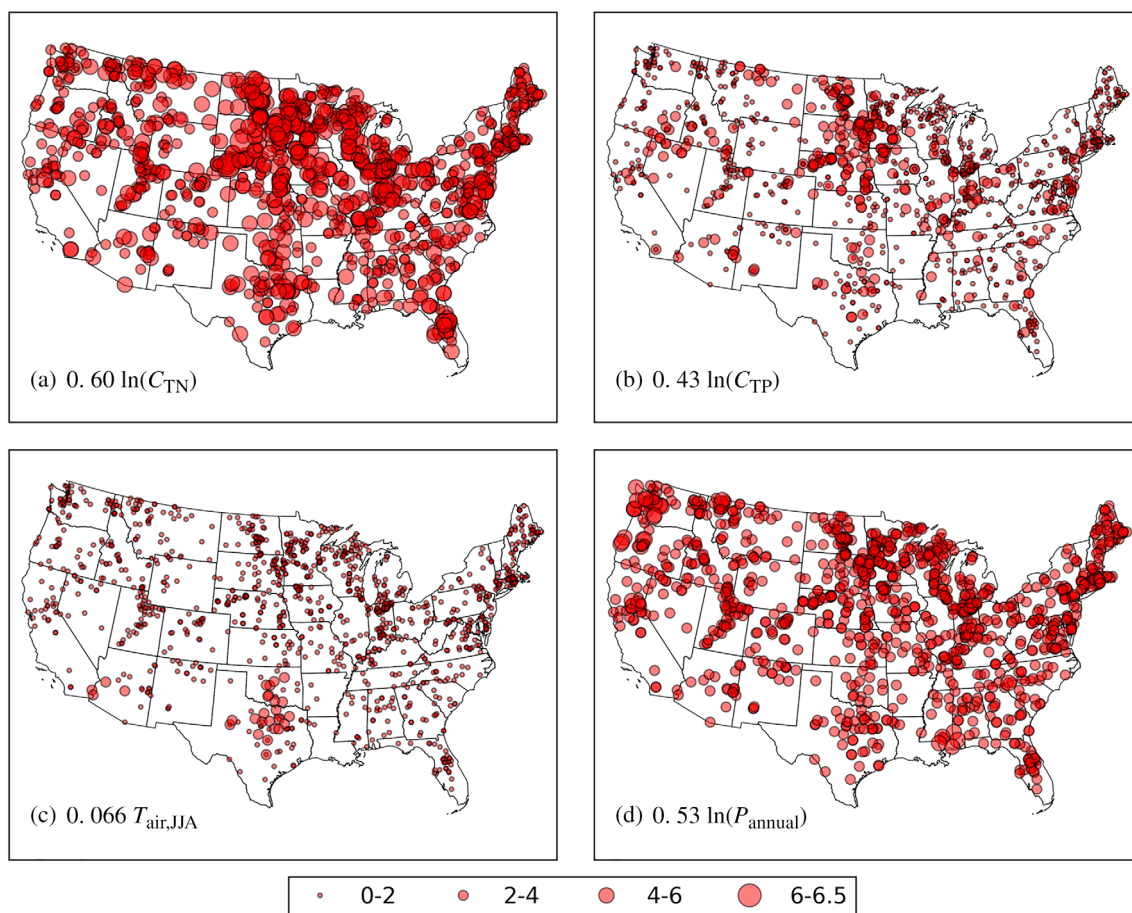 (a) 0. 60 ln(C_TN)
(b) 0. 43 ln(C_TP)
(c) 0. 066 T_air,JJA
(d) 0. 53 ln(P_annual)
0-2 2-4 4-6 6-6.5